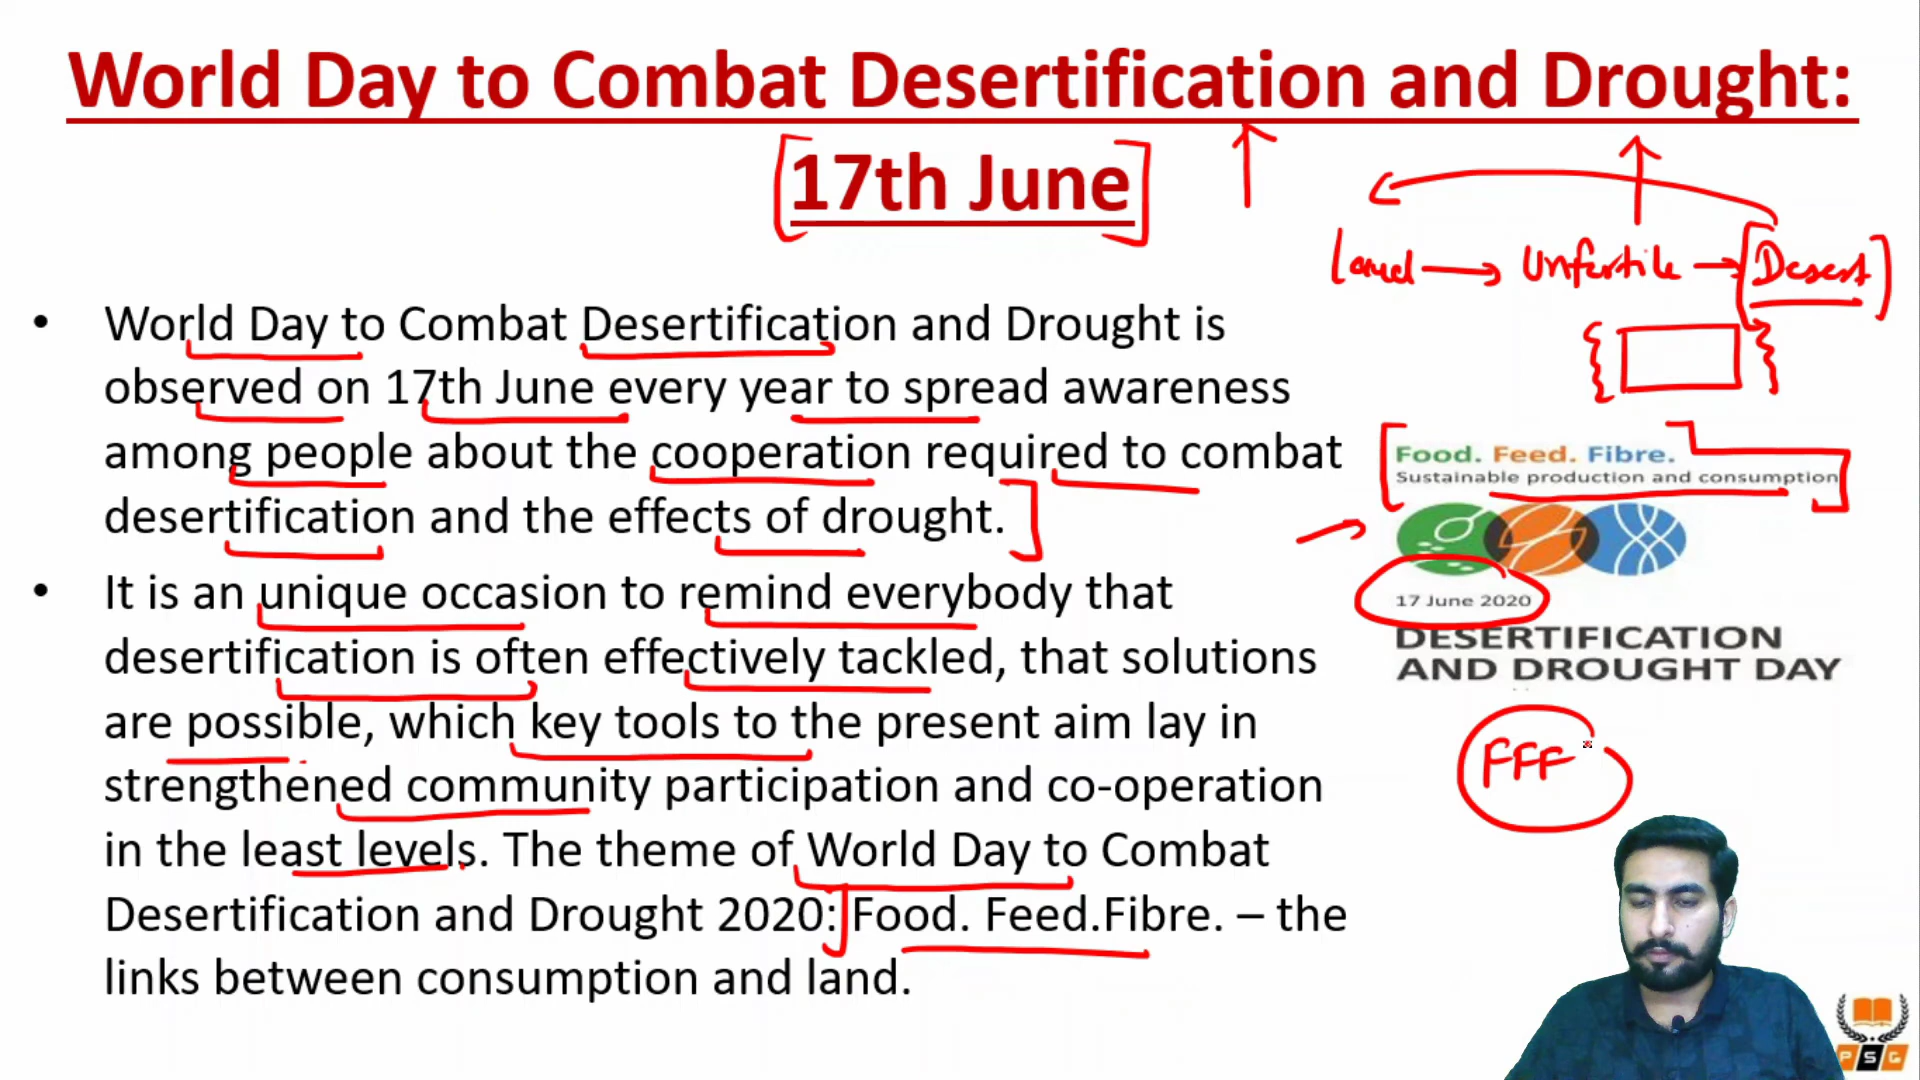 World Day to Combat Desertification and Drought:
17th June
Land → Unfertile → Desert
• World Day to Combat Desertification and Drought is
observed on 17th June every year to spread awareness
among people about the cooperation required to combat
desertification and the effects of drought.
• It is an unique occasion to remind everybody that
desertification is often effectively tackled, that solutions
are possible, which key tools to the present aim lay in
strengthened community participation and co-operation
in the least levels. The theme of World Day to Combat
Desertification and Drought 2020: Food. Feed.Fibre. – the
links between consumption and land.
Food. Feed. Fibre.
Sustainable production and consumption
17 June 2020
DESERTIFICATION
AND DROUGHT DAY
FFF
PSG